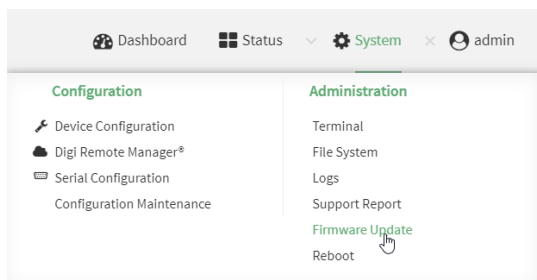 Dashboard Status System admin
Configuration
Device Configuration
Digi Remote Manager®
Serial Configuration
Configuration Maintenance
Administration
Terminal
File System
Logs
Support Report
Firmware Update
Reboot